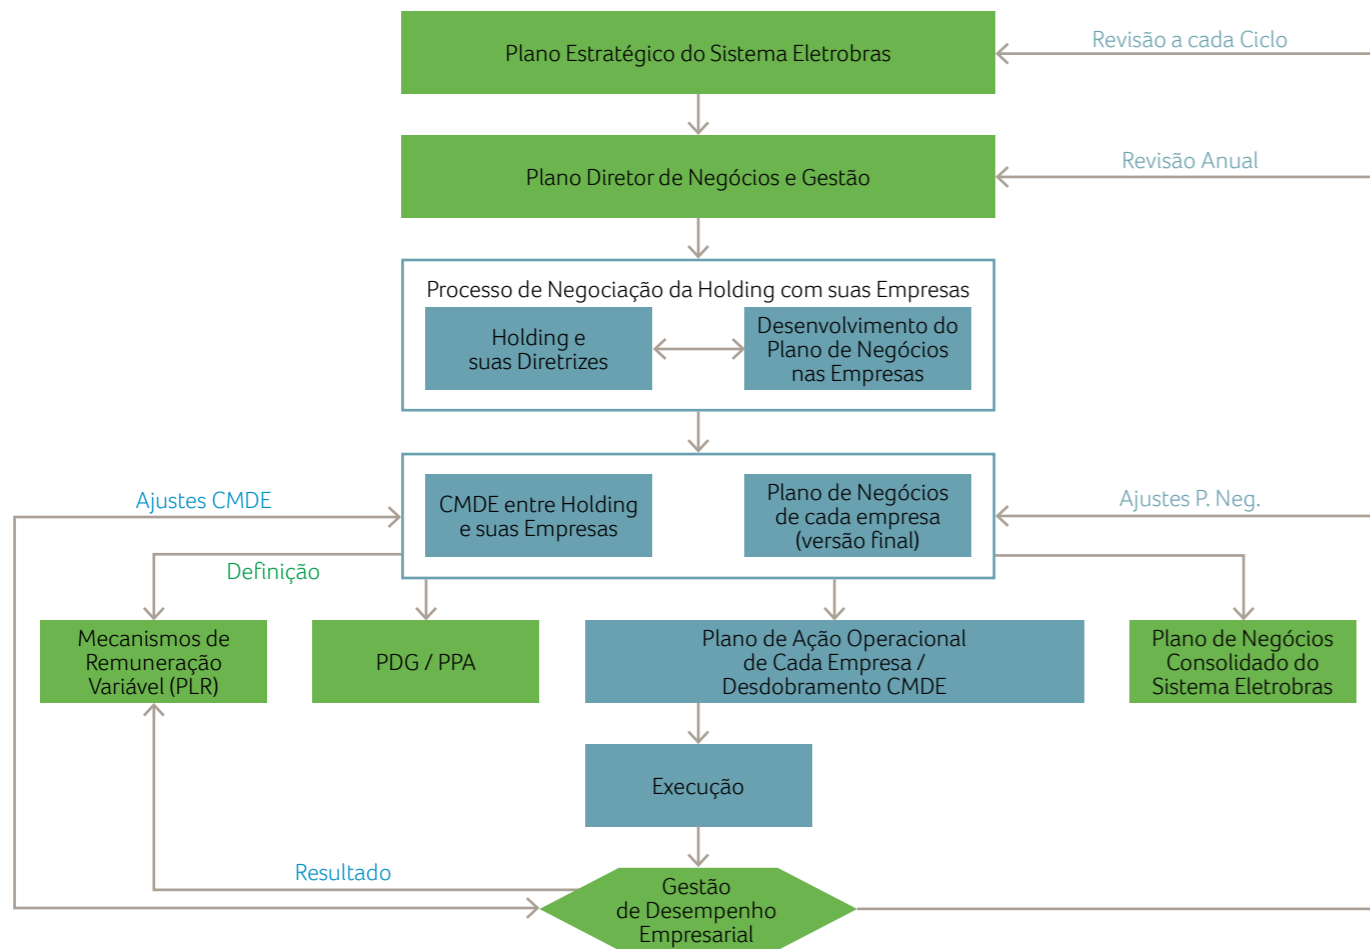 Plano Estratégico do Sistema Eletrobras
Revisão a cada Ciclo
Plano Diretor de Negócios e Gestão
Revisão Anual
Processo de Negociação da Holding com suas Empresas
Holding e
suas Diretrizes
Desenvolvimento do
Plano de Negócios
nas Empresas
Ajustes CMDE
CMDE entre Holding
e suas Empresas
Plano de Negócios
de cada empresa
(versão final)
Ajustes P. Neg.
Definição
Mecanismos de
Remuneração
Variável (PLR)
PDG / PPA
Plano de Ação Operacional
de Cada Empresa /
Desdobramento CMDE
Plano de Negócios
Consolidado do
Sistema Eletrobras
Execução
Resultado
Gestão
de Desempenho
Empresarial